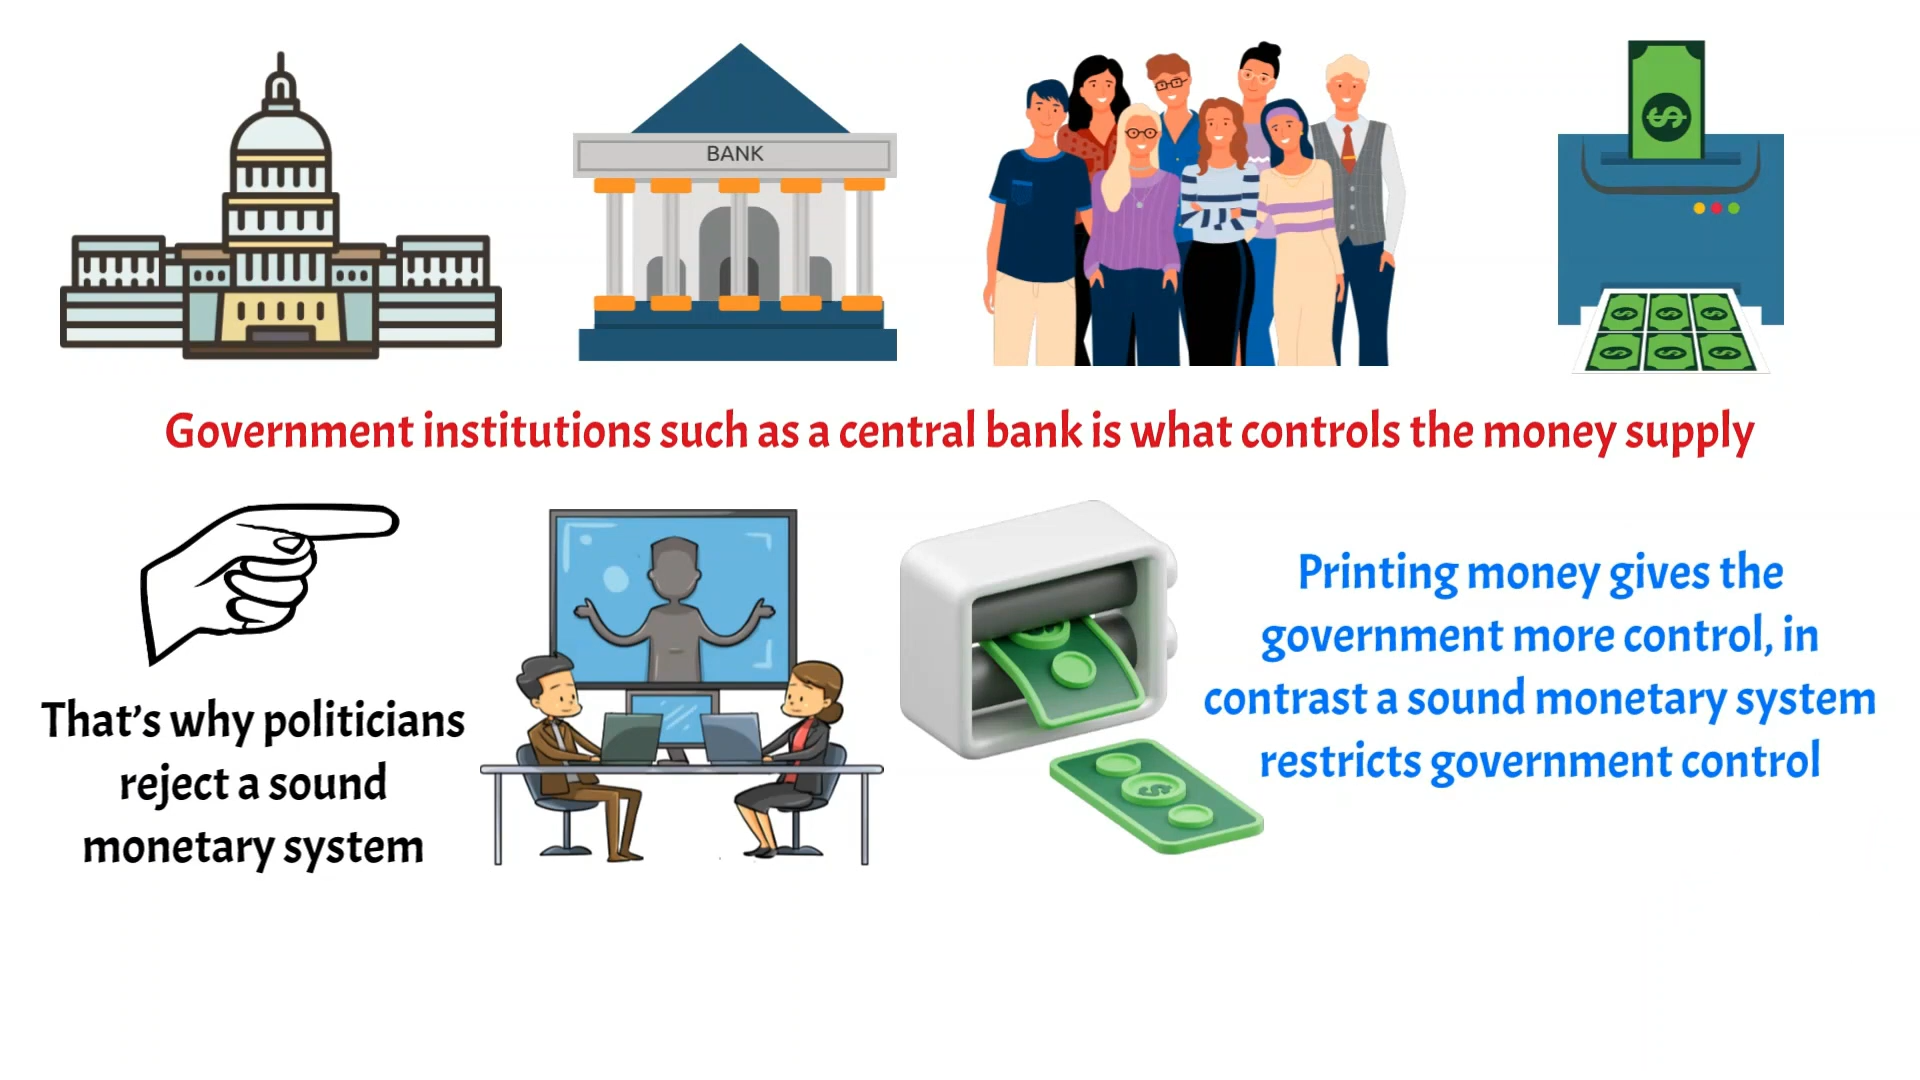 BANK
Government institutions such as a central bank is what controls the money supply
That's why politicians
reject a sound
monetary system
Printing money gives the
government more control, in
contrast a sound monetary system
restricts government control